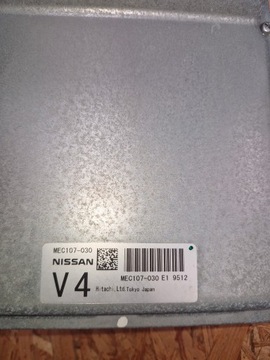 MEC107-030
NISSAN
MEC107-030 E1 9512
V4 Hitachi,Ltd.Tokyo Japan